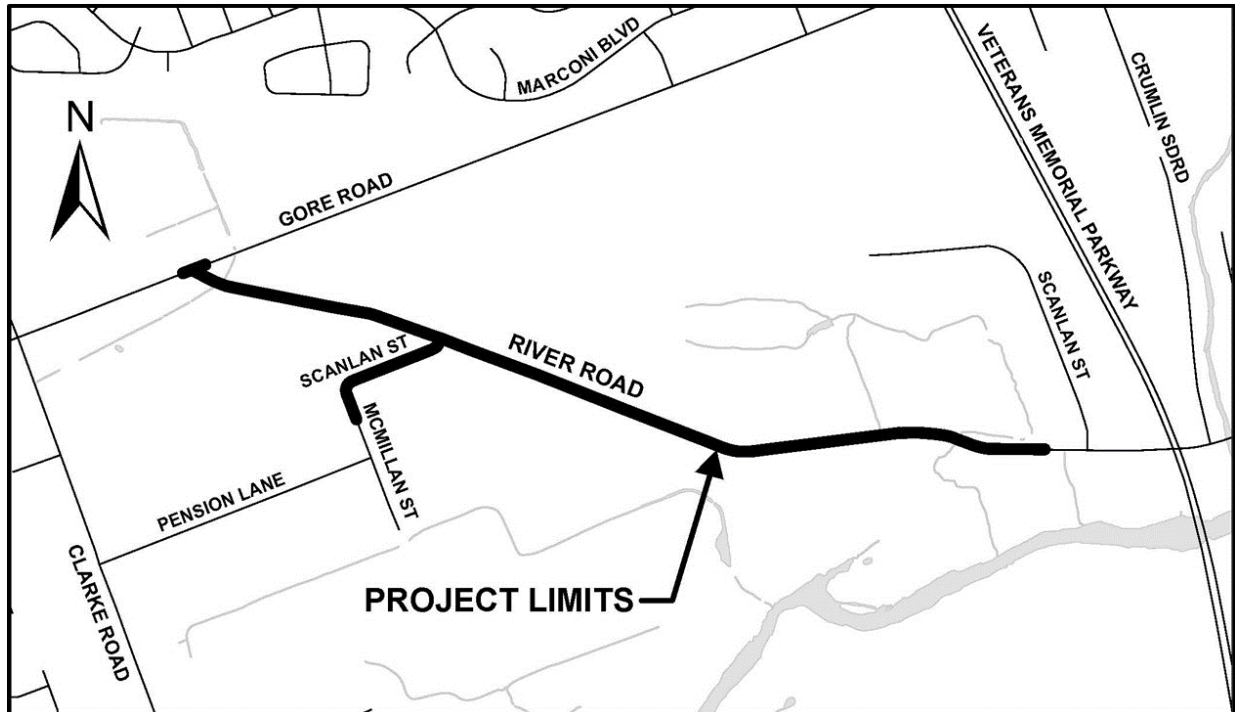 MARCONI BLVD
VETERANS MEMORIAL PARKWAY
CRUMLIN SDRD
N
GORE ROAD
SCANLAN ST
RIVER ROAD
SCANLAN ST
MCMILLAN ST
PENSION LANE
CLARKE ROAD
PROJECT LIMITS